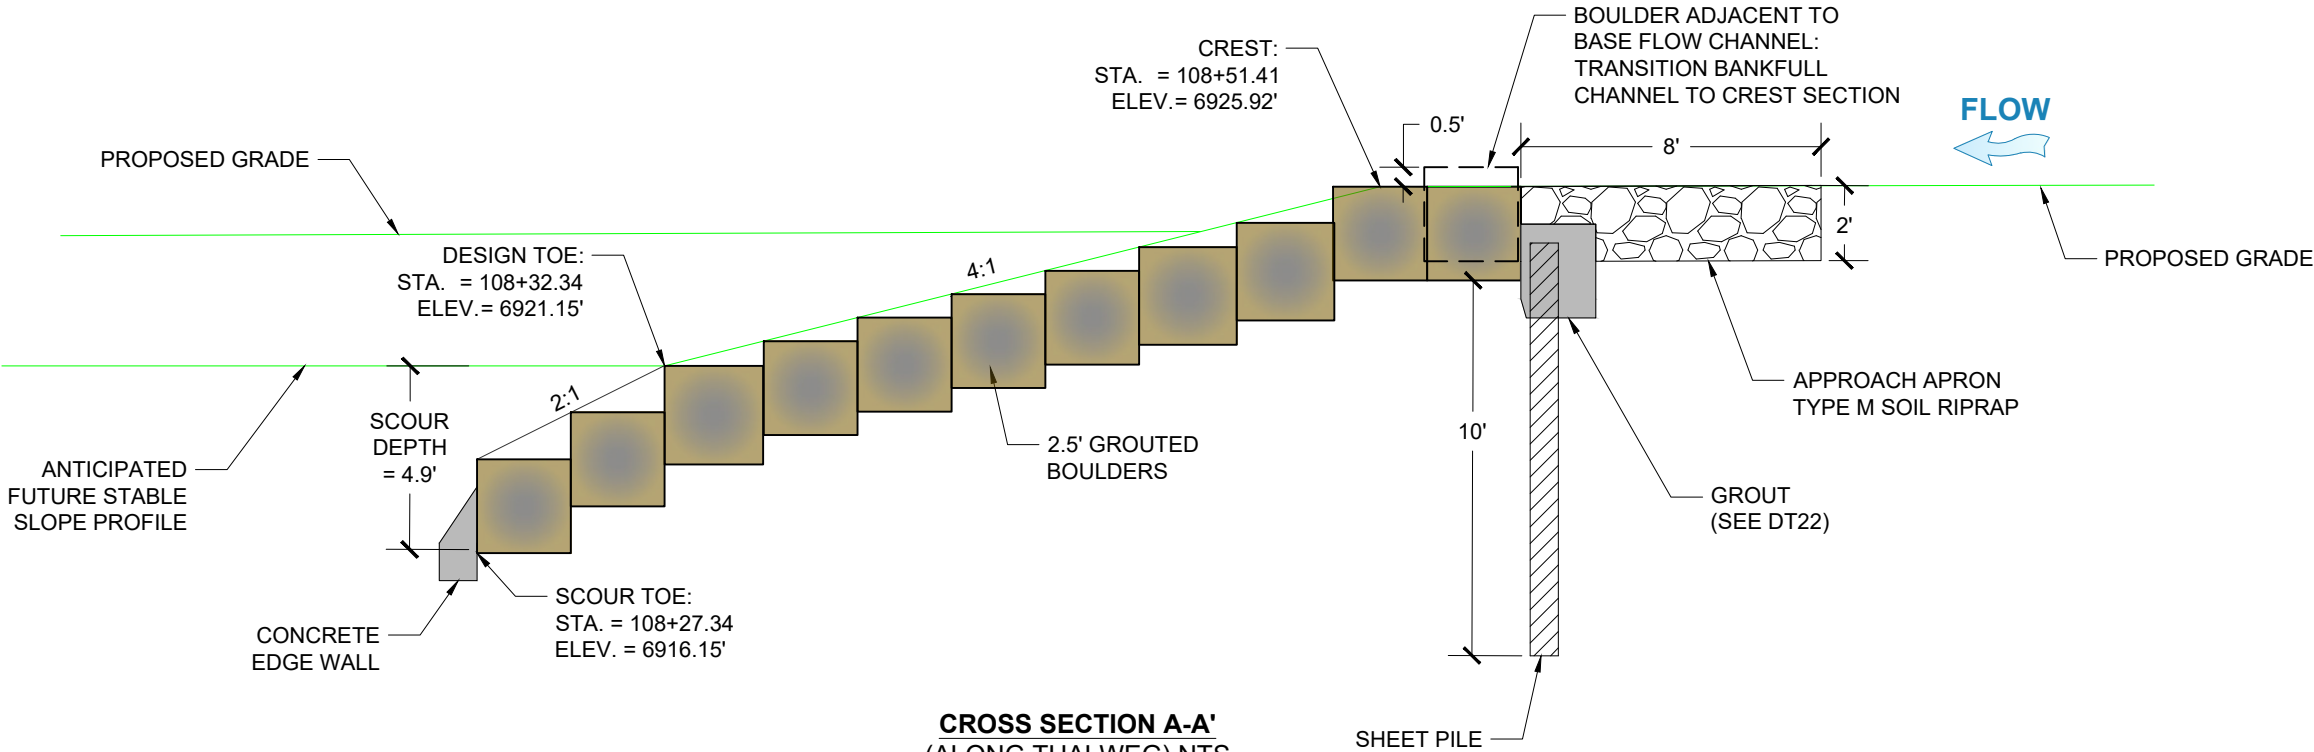 BOULDER ADJACENT TO
BASE FLOW CHANNEL:
TRANSITION BANKFULL
CHANNEL TO CREST SECTION
CREST:
STA. = 108+51.41
ELEV.= 6925.92'
FLOW
0.5'
8'
PROPOSED GRADE
2'
DESIGN TOE:
STA. = 108+32.34
ELEV.= 6921.15'
4:1
PROPOSED GRADE
2:1
SCOUR
DEPTH
= 4.9'
APPROACH APRON
TYPE M SOIL RIPRAP
10'
2.5' GROUTED
BOULDERS
ANTICIPATED
FUTURE STABLE
SLOPE PROFILE
GROUT
(SEE DT22)
SCOUR TOE:
STA. = 108+27.34
ELEV. = 6916.15'
CONCRETE
EDGE WALL
CROSS SECTION A-A'
(ALONG THALWEG) NTS
SHEET PILE